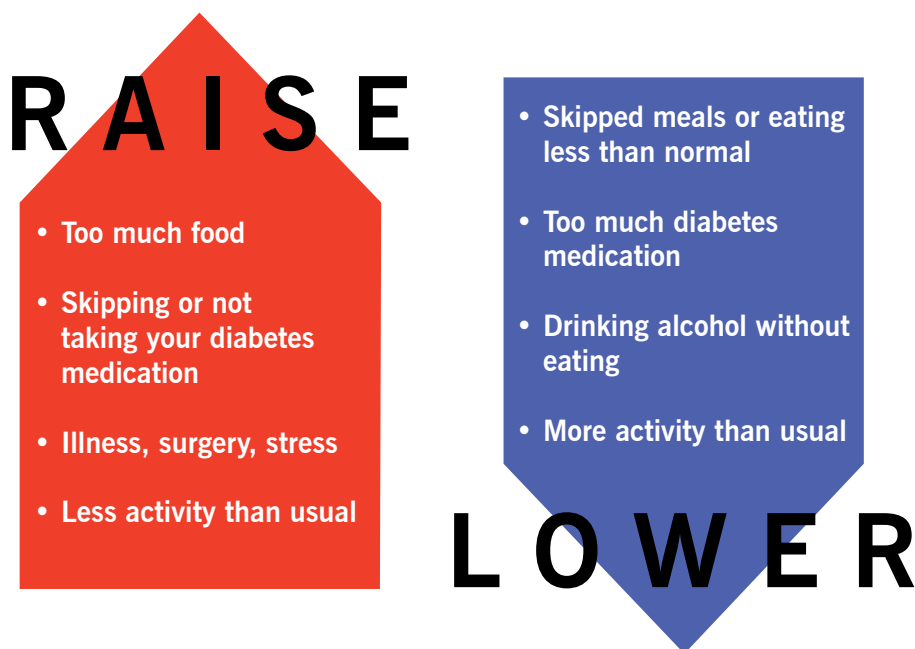 RAISE
• Too much food
• Skipping or not
taking your diabetes
medication
• Illness, surgery, stress
• Less activity than usual
• Skipped meals or eating
less than normal
• Too much diabetes
medication
• Drinking alcohol without
eating
• More activity than usual
LOWER